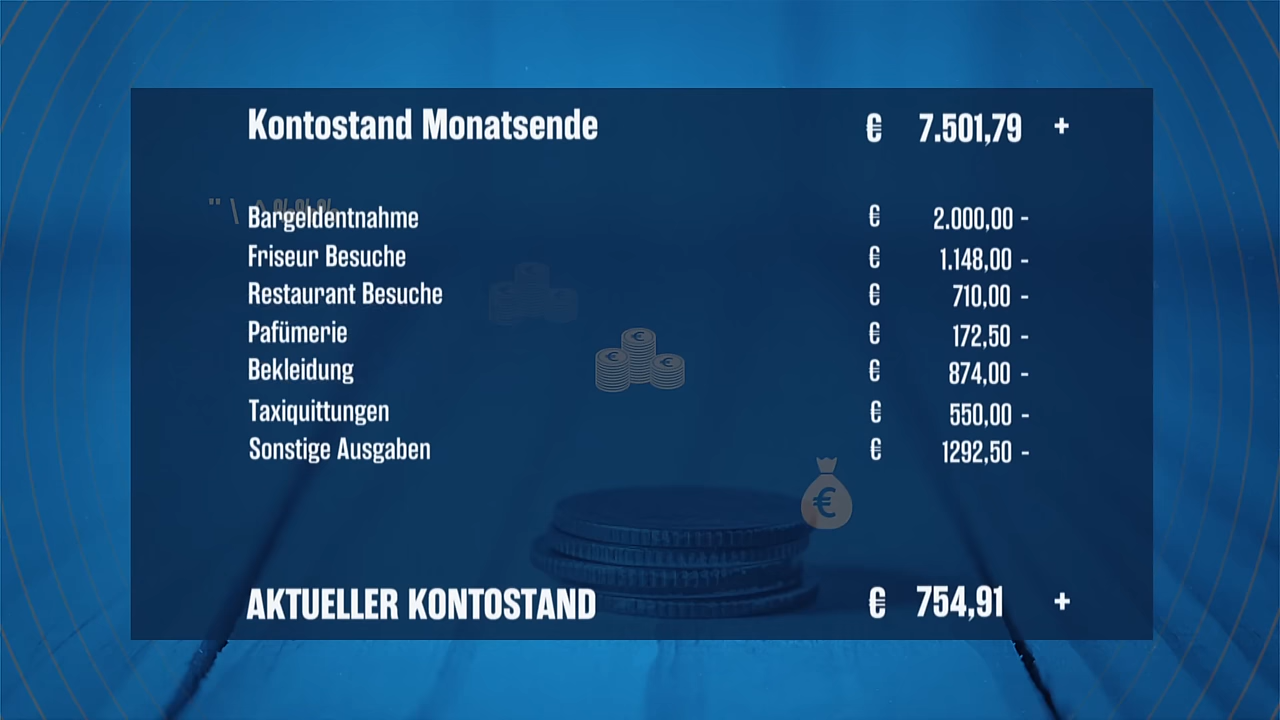 Kontostand Monatsende € 7.501,79 +
Bargeldentnahme € 2.000,00 -
Friseur Besuche € 1.148,00 -
Restaurant Besuche € 710,00 -
Pafümerie € 172,50 -
Bekleidung € 874,00 -
Taxiquittungen € 550,00 -
Sonstige Ausgaben € 1292,50 -
AKTUELLER KONTOSTAND € 754,91 +